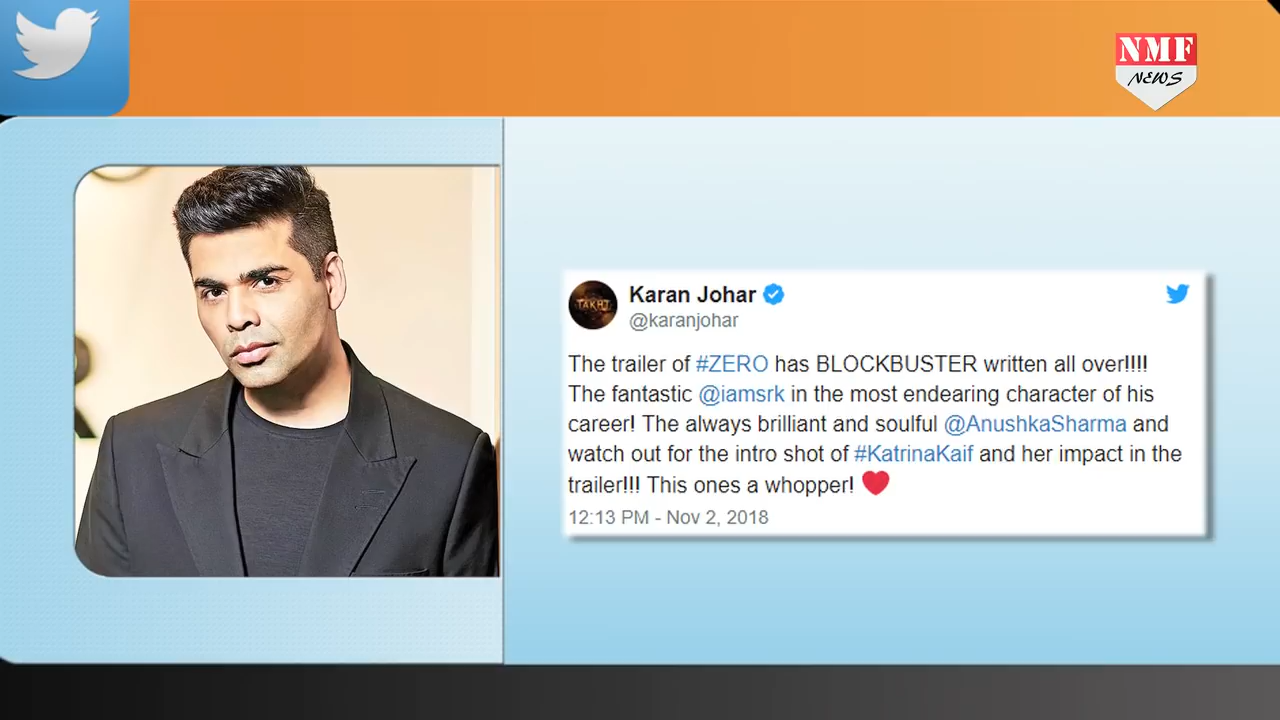 NMF
NEWS
TAKHT
Karan Johar
@karanjohar
The trailer of #ZERO has BLOCKBUSTER written all over!!!!
The fantastic @iamsrk in the most endearing character of his
career! The always brilliant and soulful @AnushkaSharma and
watch out for the intro shot of #KatrinaKaif and her impact in the
trailer!!! This ones a whopper! ❤
12:13 PM - Nov 2, 2018